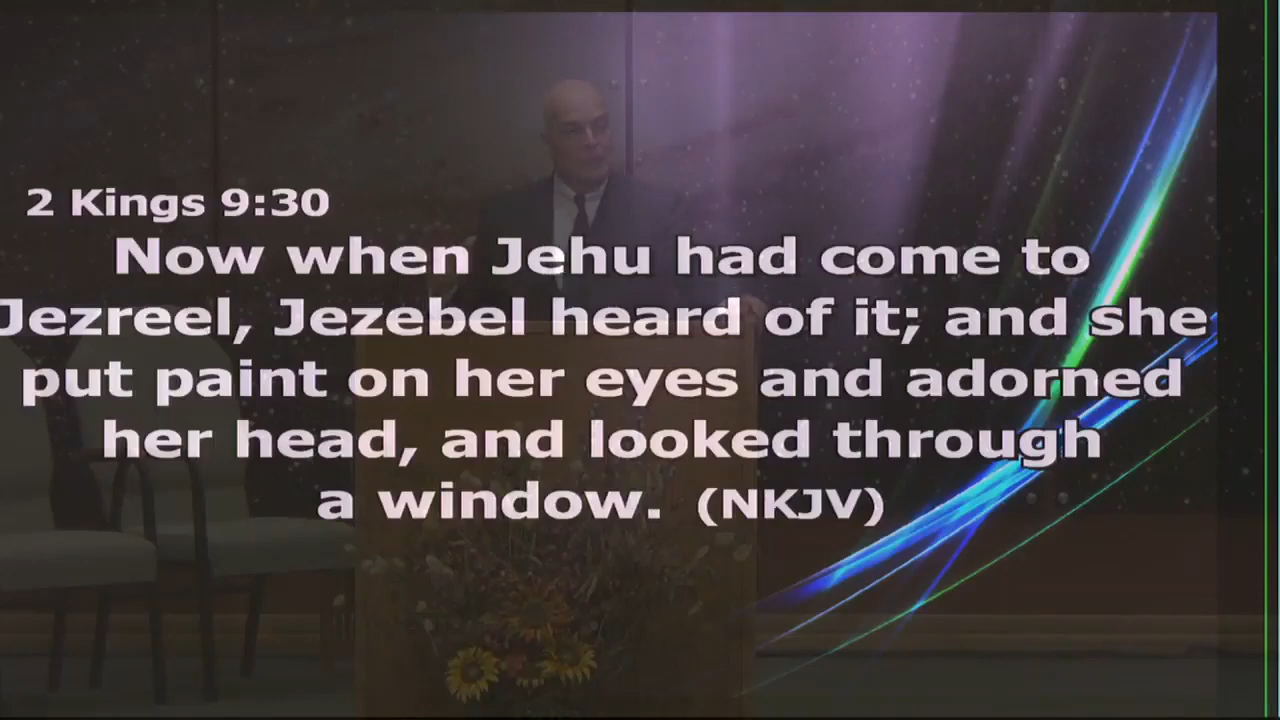 2 Kings 9:30
Now when Jehu had come to
Jezreel, Jezebel heard of it; and she
put paint on her eyes and adorned
her head, and looked through
a window. (NKJV)